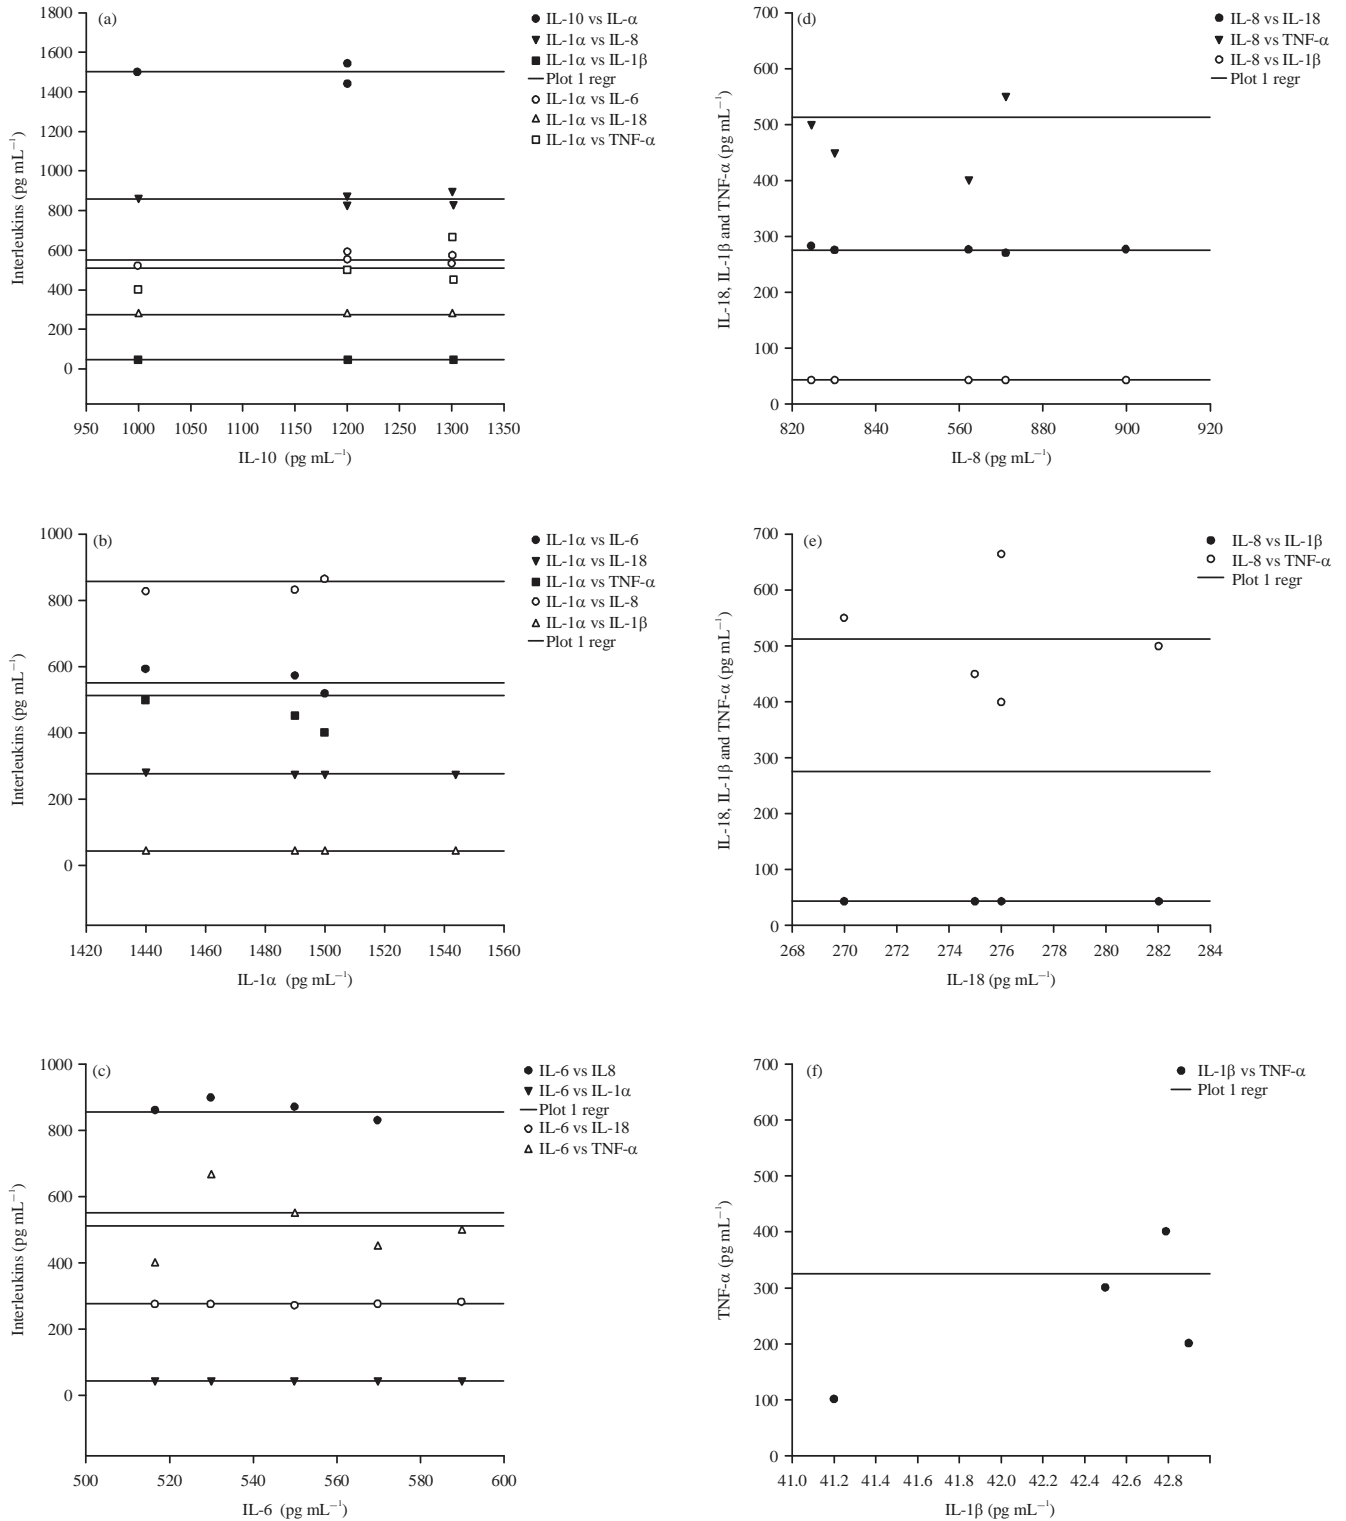 (a)
1800
1600
1400
1200
1000
800
600
400
200
0
Interleukins (pg mL⁻¹)
950 1000 1050 1100 1150 1200 1250 1300 1350
IL-10 (pg mL⁻¹)
IL-10 vs IL-α
IL-1α vs IL-8
IL-1α vs IL-1β
Plot 1 regr
IL-1α vs IL-6
IL-1α vs IL-18
IL-1α vs TNF-α
(d)
700
600
500
400
300
200
100
0
IL-18, IL-1β and TNF-α (pg mL⁻¹)
820 840 560 880 900 920
IL-8 (pg mL⁻¹)
IL-8 vs IL-18
IL-8 vs TNF-α
IL-8 vs IL-1β
Plot 1 regr
(b)
1000
800
600
400
200
0
Interleukins (pg mL⁻¹)
1420 1440 1460 1480 1500 1520 1540 1560
IL-1α (pg mL⁻¹)
IL-1α vs IL-6
IL-1α vs IL-18
IL-1α vs TNF-α
IL-1α vs IL-8
IL-1α vs IL-1β
Plot 1 regr
(e)
700
600
500
400
300
200
100
0
IL-18, IL-1β and TNF-α (pg mL⁻¹)
268 270 272 274 276 278 280 282 284
IL-18 (pg mL⁻¹)
IL-8 vs IL-1β
IL-8 vs TNF-α
Plot 1 regr
(c)
1000
800
600
400
200
0
Interleukins (pg mL⁻¹)
500 520 540 560 580 600
IL-6 (pg mL⁻¹)
IL-6 vs IL8
IL-6 vs IL-1α
Plot 1 regr
IL-6 vs IL-18
IL-6 vs TNF-α
(f)
700
600
500
400
300
200
100
0
TNF-α (pg mL⁻¹)
41.0 41.2 41.4 41.6 41.8 42.0 42.2 42.4 42.6 42.8
IL-1β (pg mL⁻¹)
IL-1β vs TNF-α
Plot 1 regr